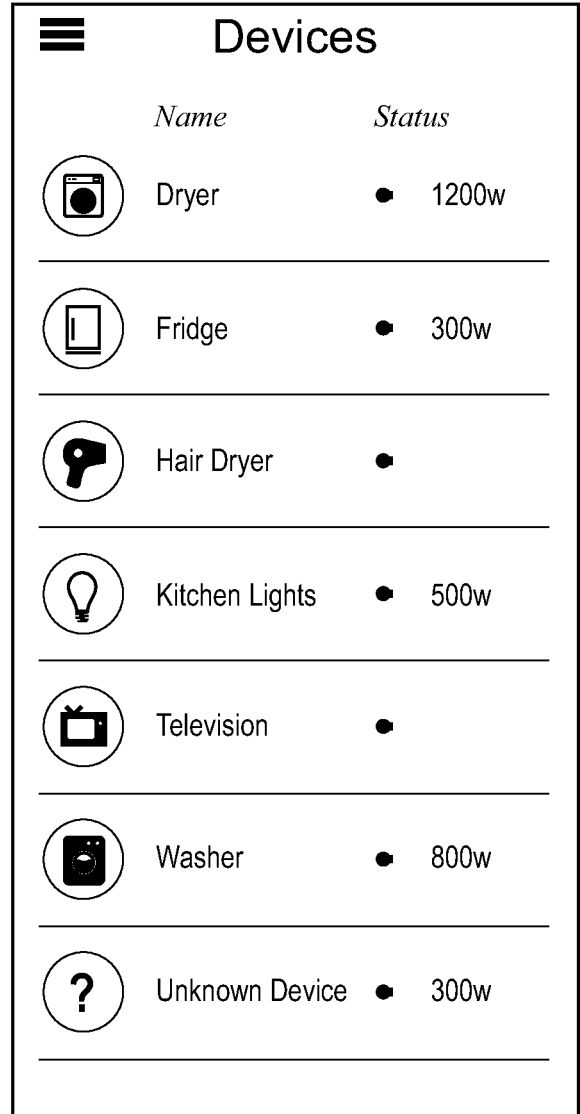 Devices
Name Status
Dryer 1200w
Fridge 300w
Hair Dryer
Kitchen Lights 500w
Television
Washer 800w
? Unknown Device 300w